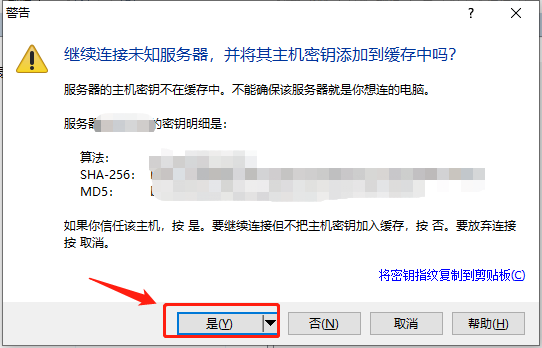 警告
继续连接未知服务器，并将其主机密钥添加到缓存中吗?
服务器的主机密钥不在缓存中。不能确保该服务器就是你想连的电脑。
服务器 的密钥明细是:
算法:
SHA-256:
MD5:
如果你信任该主机，按 是。要继续连接但不把主机密钥加入缓存，按 否。要放弃连接
按 取消。
将密钥指纹复制到剪贴板(C)
是(Y) 否(N) 取消 帮助(H)